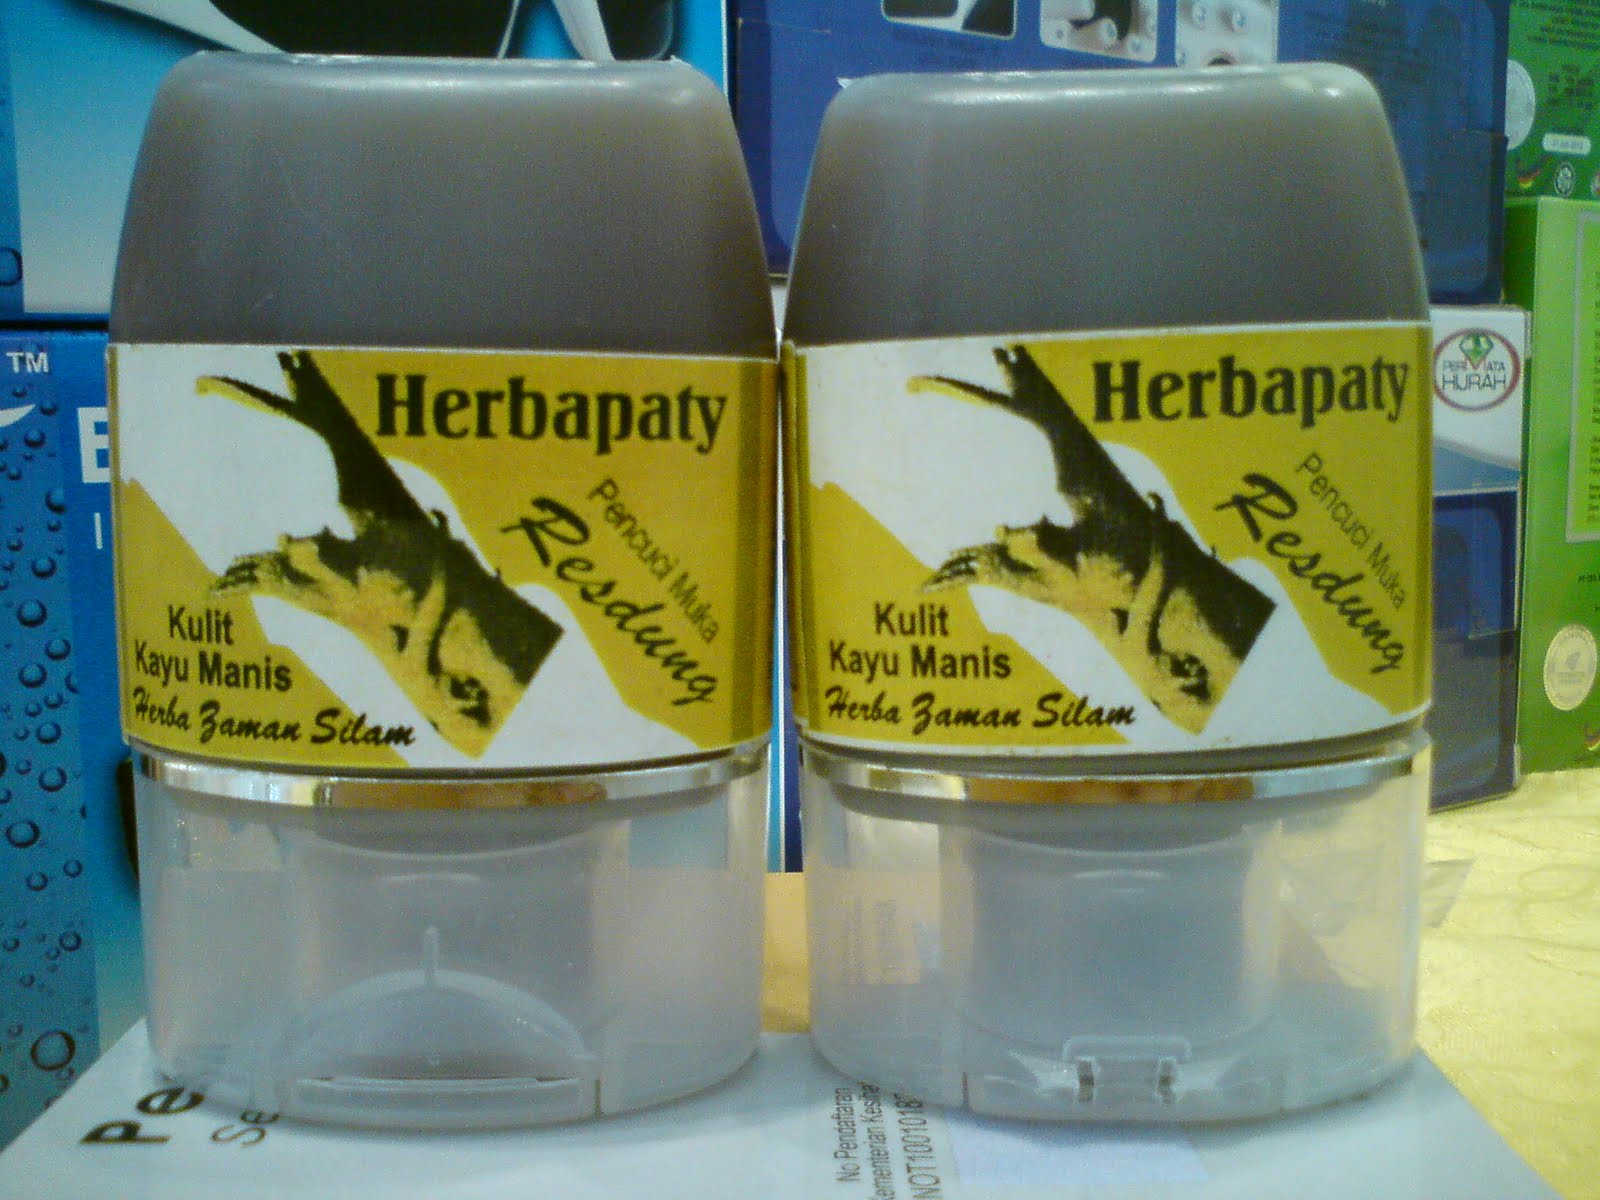 TM
Herbapaty
Pencuci Muka
Resdung
Kulit
Kayu Manis
Herba Zaman Silam
Herbapaty
Pencuci Muka
Resdung
Kulit
Kayu Manis
Herba Zaman Silam
PERMATA
HIJRAH
No Pendaftaran